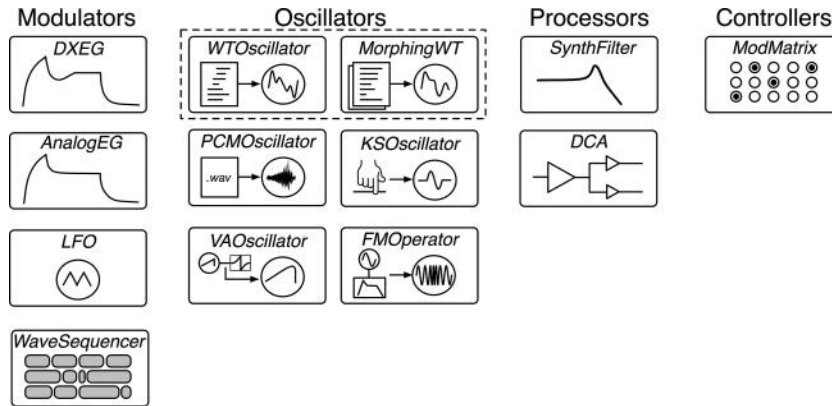 Modulators
Oscillators
Processors
Controllers
DXEG
WTOscillator
MorphingWT
SynthFilter
ModMatrix
AnalogEG
PCMOscillator
.wav
KSOscillator
DCA
LFO
VAOscillator
FMOperator
WaveSequencer